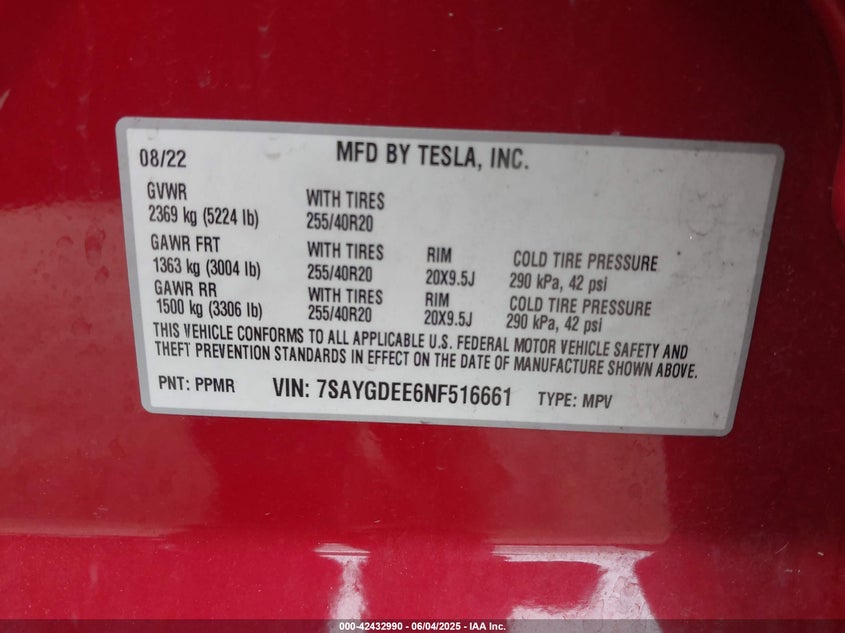 08/22 MFD BY TESLA, INC.
GVWR WITH TIRES
2369 kg (5224 lb) 255/40R20
GAWR FRT WITH TIRES RIM COLD TIRE PRESSURE
1363 kg (3004 lb) 255/40R20 20X9.5J 290 kPa, 42 psi
GAWR RR WITH TIRES RIM COLD TIRE PRESSURE
1500 kg (3306 lb) 255/40R20 20X9.5J 290 kPa, 42 psi
THIS VEHICLE CONFORMS TO ALL APPLICABLE U.S. FEDERAL MOTOR VEHICLE SAFETY AND
THEFT PREVENTION STANDARDS IN EFFECT ON THE DATE OF MANUFACTURE SHOWN ABOVE.
PNT: PPMR VIN: 7SAYGDEE6NF516661 TYPE: MPV
000-42432990 - 06/04/2025 - IAA Inc.